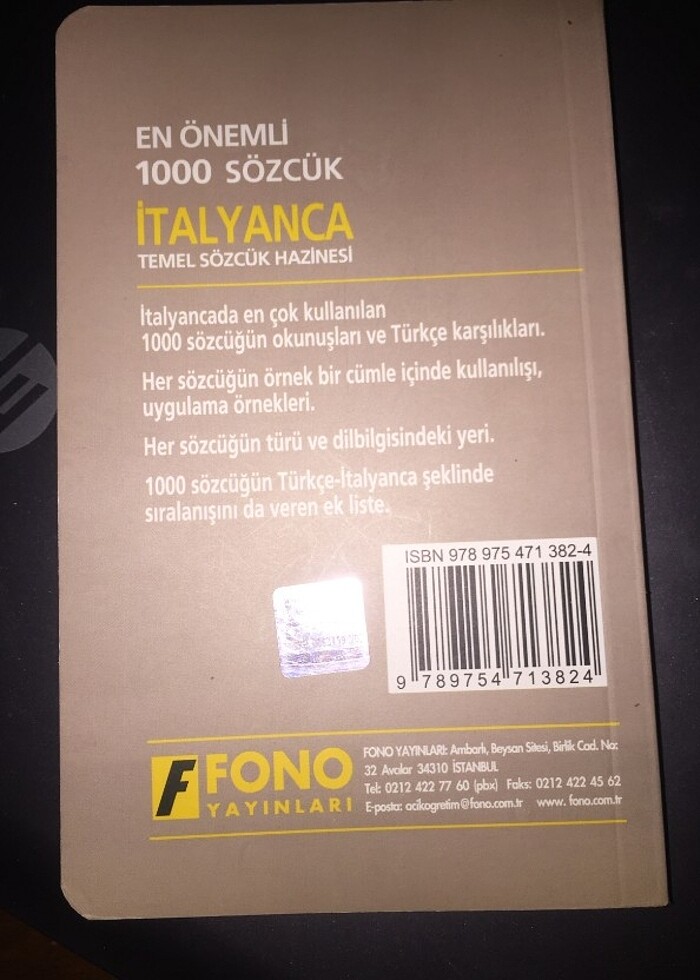 EN ÖNEMLİ
1000 SÖZCÜK
İTALYANCA
TEMEL SÖZCÜK HAZİNESİ
İtalyancada en çok kullanılan
1000 sözcüğün okunuşları ve Türkçe karşılıkları.
Her sözcüğün örnek bir cümle içinde kullanılışı,
uygulama örnekleri.
Her sözcüğün türü ve dilbilgisindeki yeri.
1000 sözcüğün Türkçe-İtalyanca şeklinde
sıralanışını da veren ek liste.
ISBN 978 975 471 382-4
9 789754 713824
F FONO
YAYINLARI
FONO YAYINLARI: Ambarlı, Beysan Sitesi, Birlik Cad. No:
32 Avcılar 34310 İSTANBUL
Tel: 0212 422 77 60 (pbx) Faks: 0212 422 45 62
E-posta: acikogretim@fono.com.tr www. fono.com.tr